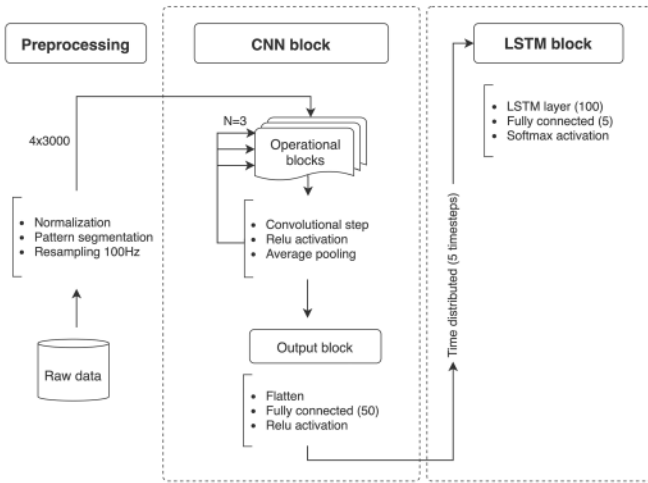 Preprocessing
4x3000
Normalization
Pattern segmentation
Resampling 100Hz
Raw data
CNN block
N=3
Operational
blocks
Convolutional step
Relu activation
Average pooling
Output block
Flatten
Fully connected (50)
Relu activation
Time distributed (5 timesteps)
LSTM block
LSTM layer (100)
Fully connected (5)
Softmax activation